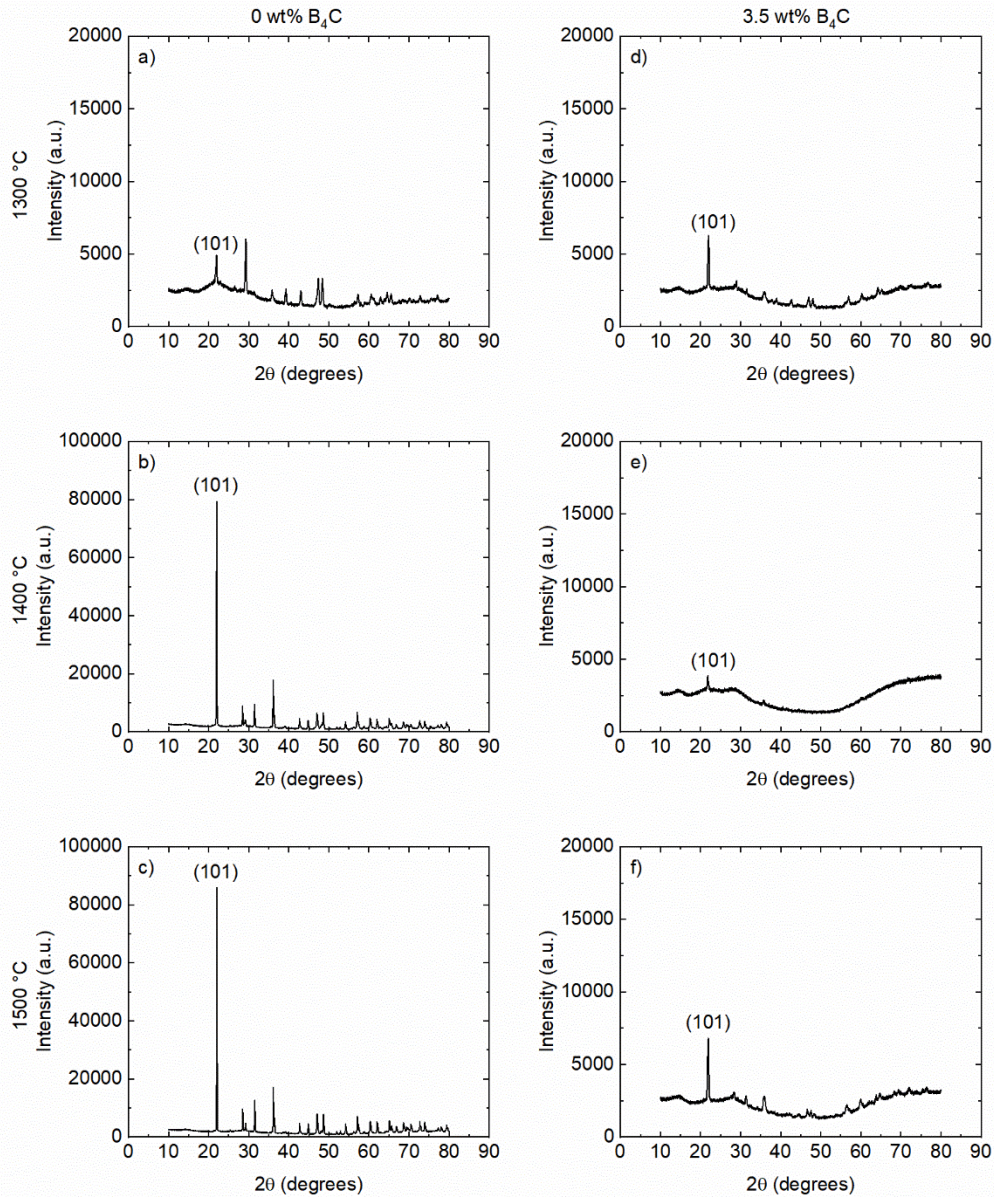 0 wt% B₄C
3.5 wt% B₄C
1300 °C
a)
Intensity (a.u.)
20000
15000
10000
5000
0
(101)
0 10 20 30 40 50 60 70 80 90
2θ (degrees)
d)
Intensity (a.u.)
20000
15000
10000
5000
0
(101)
0 10 20 30 40 50 60 70 80 90
2θ (degrees)
1400 °C
b)
Intensity (a.u.)
100000
80000
60000
40000
20000
0
(101)
0 10 20 30 40 50 60 70 80 90
2θ (degrees)
e)
Intensity (a.u.)
20000
15000
10000
5000
0
(101)
0 10 20 30 40 50 60 70 80 90
2θ (degrees)
1500 °C
c)
Intensity (a.u.)
100000
80000
60000
40000
20000
0
(101)
0 10 20 30 40 50 60 70 80 90
2θ (degrees)
f)
Intensity (a.u.)
20000
15000
10000
5000
0
(101)
0 10 20 30 40 50 60 70 80 90
2θ (degrees)